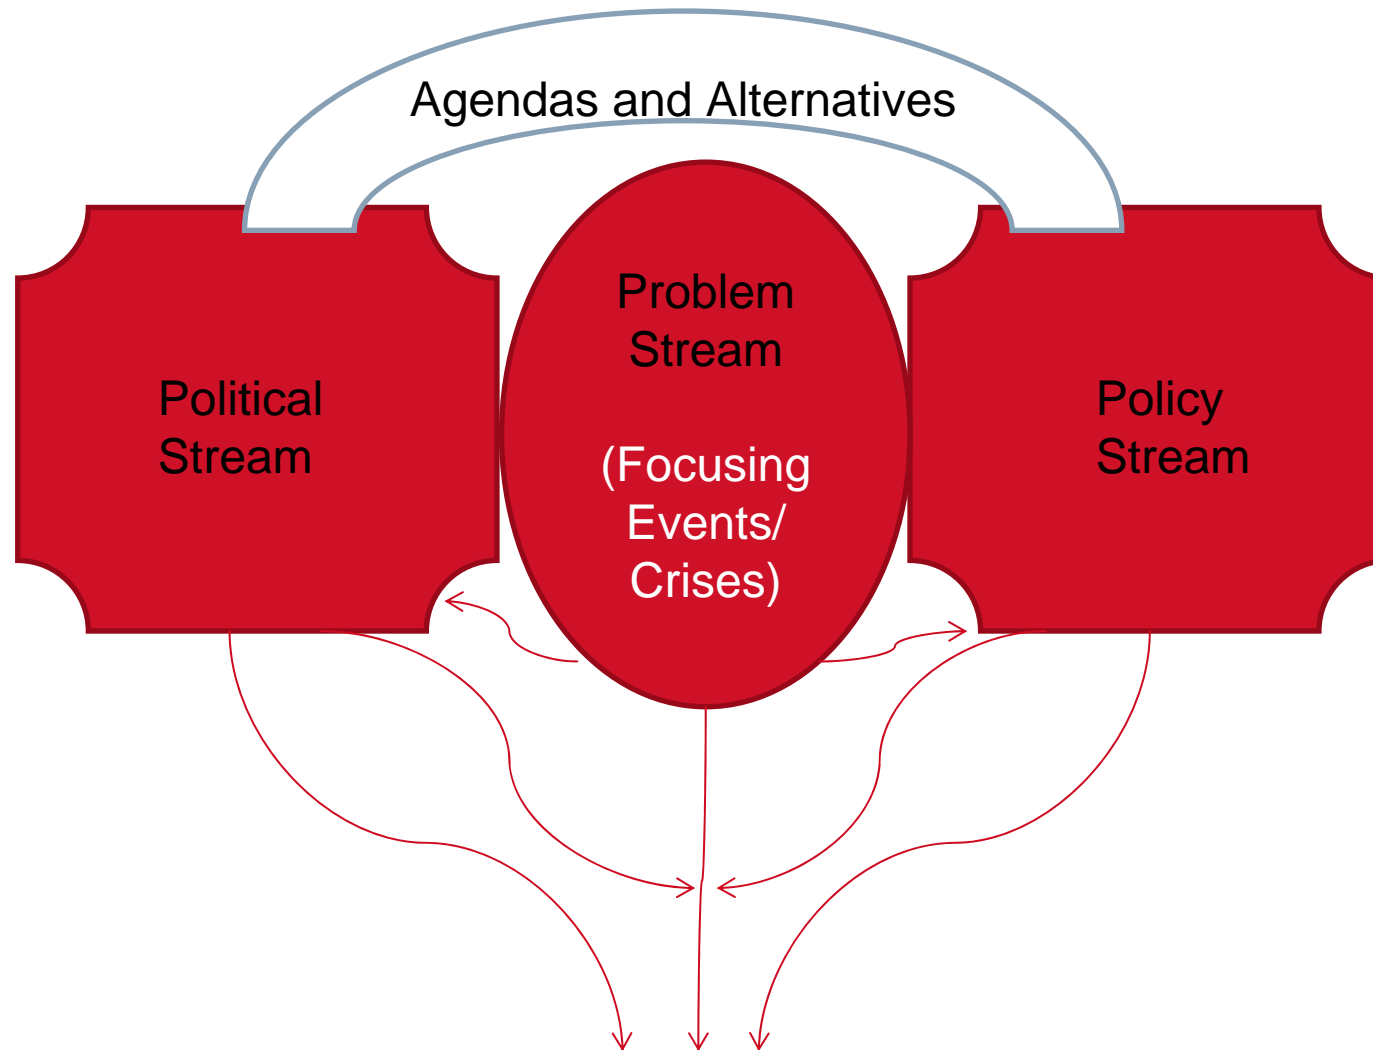 Agendas and Alternatives
Problem
Stream
(Focusing
Events/
Crises)
Political
Stream
Policy
Stream